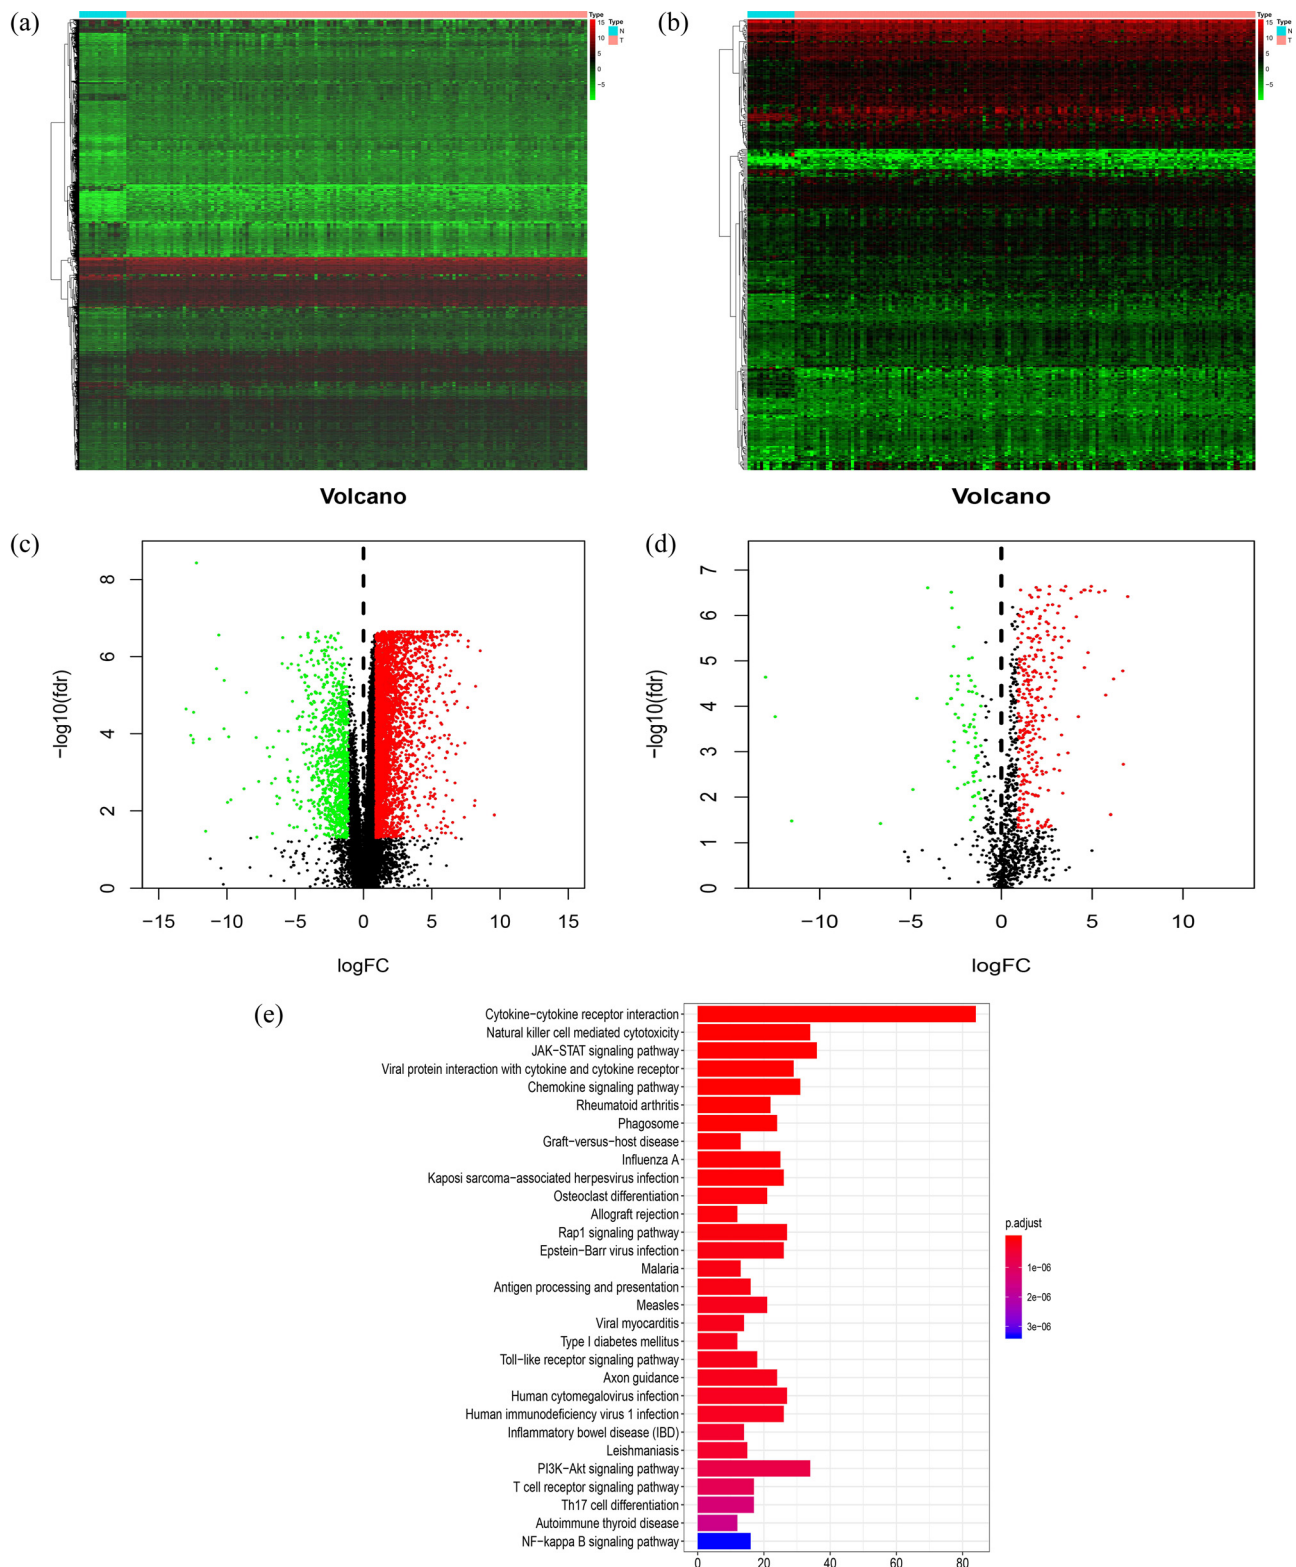 (a)
Type
15
10
5
0
−5
Type
N
T
(b)
Type
15
10
5
0
−5
Type
N
T
Volcano
Volcano
(c)
−log10(fdr)
8
6
4
2
0
−15 −10 −5 0 5 10 15
logFC
(d)
−log10(fdr)
7
6
5
4
3
2
1
0
−10 −5 0 5 10
logFC
(e)
Cytokine−cytokine receptor interaction
Natural killer cell mediated cytotoxicity
JAK−STAT signaling pathway
Viral protein interaction with cytokine and cytokine receptor
Chemokine signaling pathway
Rheumatoid arthritis
Phagosome
Graft−versus−host disease
Influenza A
Kaposi sarcoma−associated herpesvirus infection
Osteoclast differentiation
Allograft rejection
Rap1 signaling pathway
Epstein−Barr virus infection
Malaria
Antigen processing and presentation
Measles
Viral myocarditis
Type I diabetes mellitus
Toll−like receptor signaling pathway
Axon guidance
Human cytomegalovirus infection
Human immunodeficiency virus 1 infection
Inflammatory bowel disease (IBD)
Leishmaniasis
PI3K−Akt signaling pathway
T cell receptor signaling pathway
Th17 cell differentiation
Autoimmune thyroid disease
NF−kappa B signaling pathway
0 20 40 60 80
p.adjust
1e−06
2e−06
3e−06